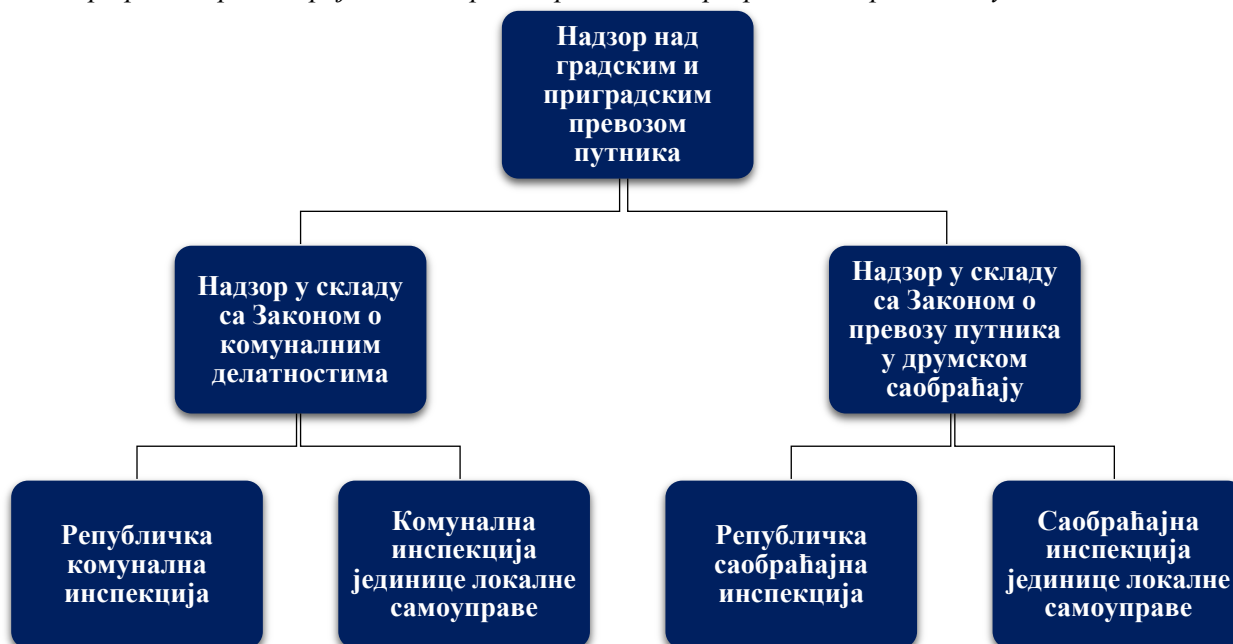 Надзор над
градским и
приградским
превозом
путника
Надзор у складу
са Законом о
комуналним
делатностима
Надзор у складу
са Законом о
превозу путника
у друмском
саобраћају
Републичка
комунална
инспекција
Комунална
инспекција
јединице локалне
самоуправе
Републичка
саобраћајна
инспекција
Саобраћајна
инспекција
јединице локалне
самоуправе